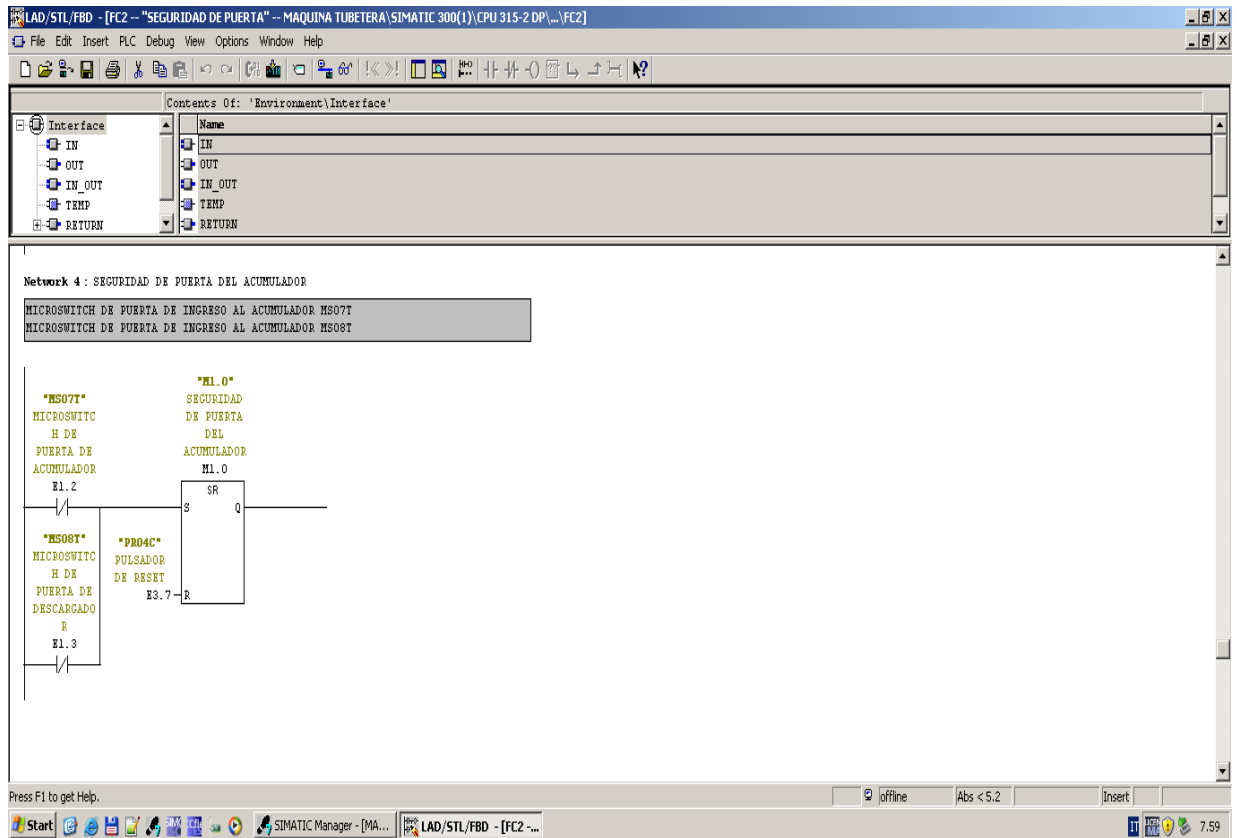 LAD/STL/FBD - [FC2 -- "SEGURIDAD DE PUERTA" -- MAQUINA TUBETERA\SIMATIC 300(1)\CPU 315-2 DP\...\FC2]
File Edit Insert PLC Debug View Options Window Help
Contents Of: 'Environment\Interface'
Interface
IN
OUT
IN_OUT
TEMP
RETURN
Name
IN
OUT
IN_OUT
TEMP
RETURN
Network 4 : SEGURIDAD DE PUERTA DEL ACUMULADOR
MICROSWITCH DE PUERTA DE INGRESO AL ACUMULADOR MS07T
MICROSWITCH DE PUERTA DE INGRESO AL ACUMULADOR MS08T
"MS07T"
MICROSWITC
H DE
PUERTA DE
ACUMULADOR
E1.2
"M1.0"
SEGURIDAD
DE PUERTA
DEL
ACUMULADOR
M1.0
SR
S Q
"MS08T"
MICROSWITC
H DE
PUERTA DE
DESCARGADO
R
E1.3
"PR04C"
PULSADOR
DE RESET
E3.7 R
Press F1 to get Help.
offline
Abs < 5.2
Insert
Start
SIMATIC Manager - [MA...
LAD/STL/FBD - [FC2 -...
IT
7.59